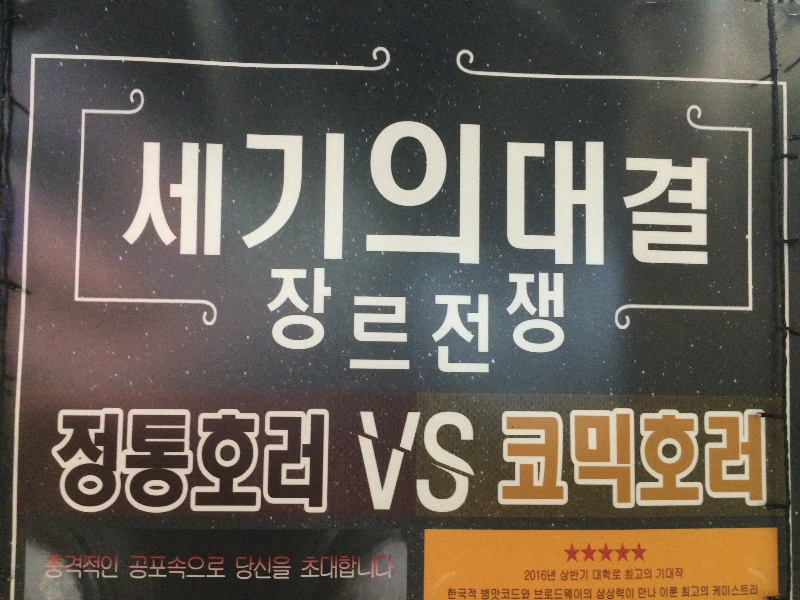 세기의대결
장르전쟁
정통호러 VS 코믹호러
충격적인 공포속으로 당신을 초대합니다
★★★★★
2016년 상반기 대학로 최고의 기대작
한국적 병맛코드와 브로드웨이의 상상력이 만나 이룬 최고의 케미스트리